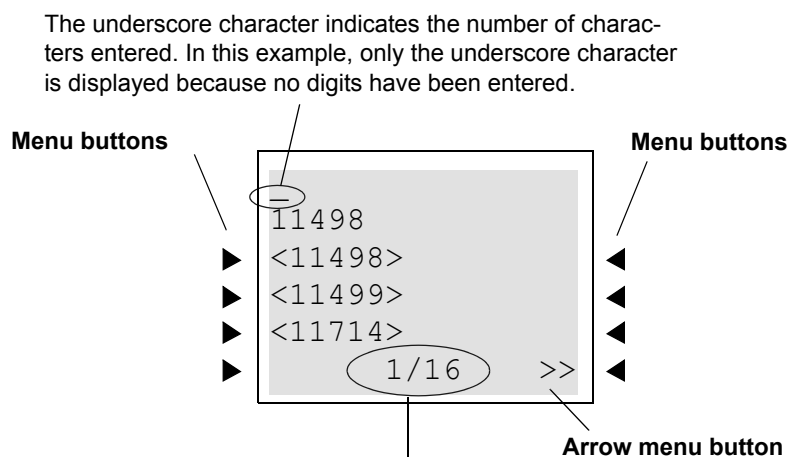 The underscore character indicates the number of charac-
ters entered. In this example, only the underscore character
is displayed because no digits have been entered.
Menu buttons
Menu buttons
_
11498
<11498>
<11499>
<11714>
1/16 >>
Arrow menu button